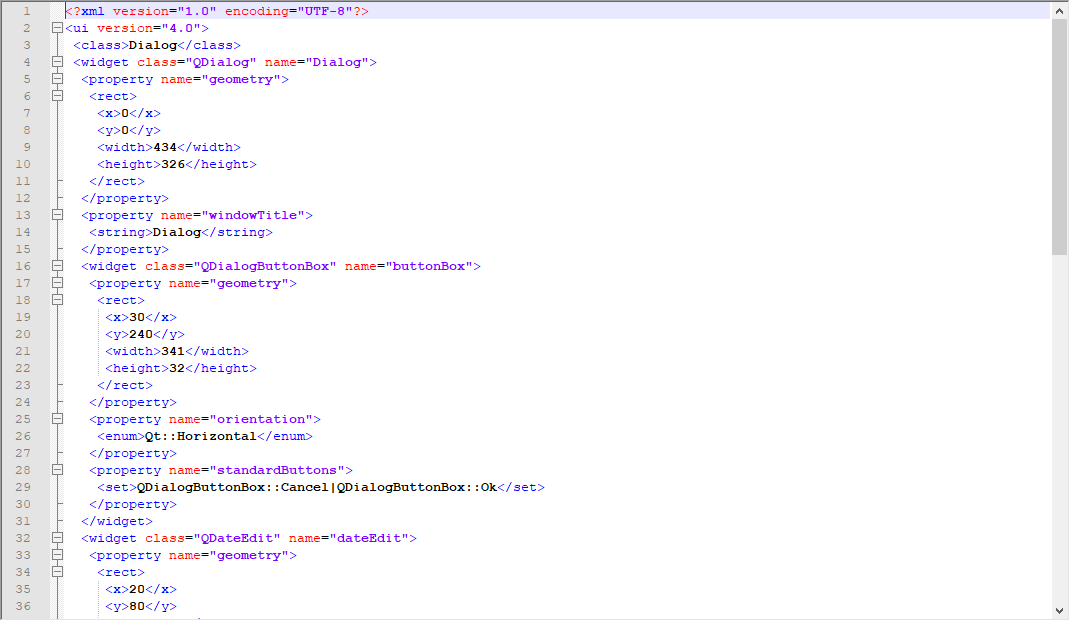 1 <?xml version="1.0" encoding="UTF-8"?>
2 <ui version="4.0">
3 <class>Dialog</class>
4 <widget class="QDialog" name="Dialog">
5 <property name="geometry">
6 <rect>
7 <x>0</x>
8 <y>0</y>
9 <width>434</width>
10 <height>326</height>
11 </rect>
12 </property>
13 <property name="windowTitle">
14 <string>Dialog</string>
15 </property>
16 <widget class="QDialogButtonBox" name="buttonBox">
17 <property name="geometry">
18 <rect>
19 <x>30</x>
20 <y>240</y>
21 <width>341</width>
22 <height>32</height>
23 </rect>
24 </property>
25 <property name="orientation">
26 <enum>Qt::Horizontal</enum>
27 </property>
28 <property name="standardButtons">
29 <set>QDialogButtonBox::Cancel|QDialogButtonBox::Ok</set>
30 </property>
31 </widget>
32 <widget class="QDateEdit" name="dateEdit">
33 <property name="geometry">
34 <rect>
35 <x>20</x>
36 <y>80</y>